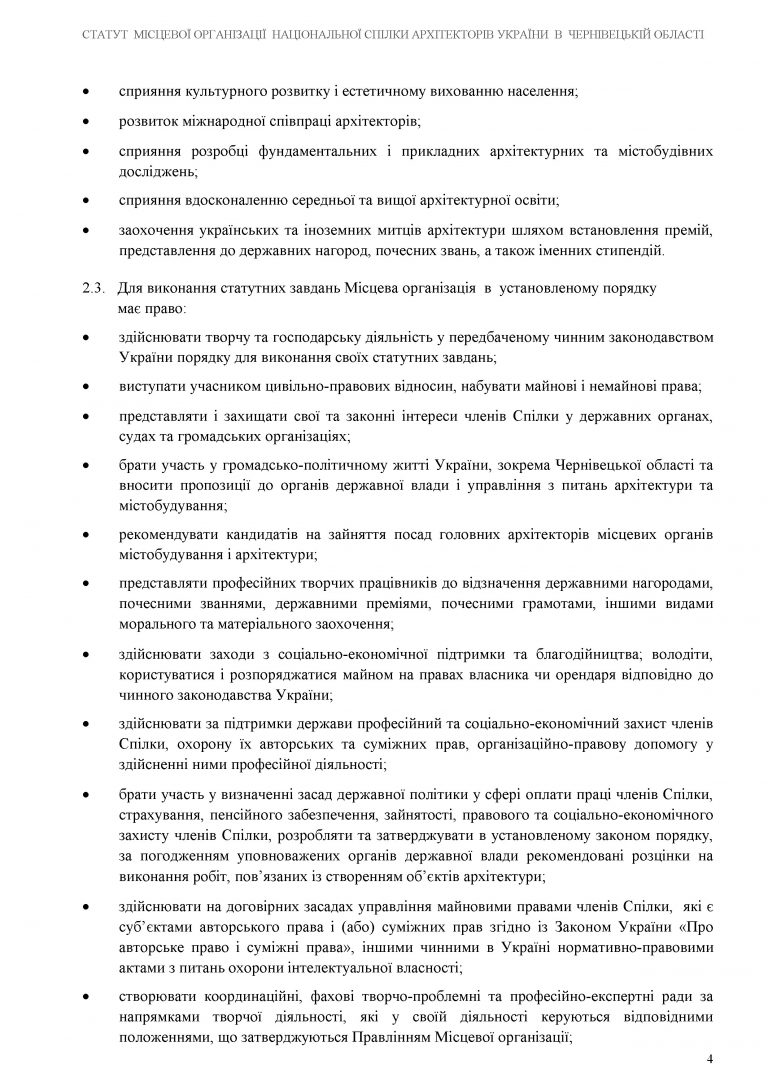 СТАТУТ МІСЦЕВОЇ ОРГАНІЗАЦІЇ НАЦІОНАЛЬНОЇ СПІЛКИ АРХІТЕКТОРІВ УКРАЇНИ В ЧЕРНІВЕЦЬКІЙ ОБЛАСТІ
• сприяння культурного розвитку і естетичному вихованню населення;
• розвиток міжнародної співпраці архітекторів;
• сприяння розробці фундаментальних і прикладних архітектурних та містобудівних
досліджень;
• сприяння вдосконаленню середньої та вищої архітектурної освіти;
• заохочення українських та іноземних митців архітектури шляхом встановлення премій,
представлення до державних нагород, почесних звань, а також іменних стипендій.
2.3. Для виконання статутних завдань Місцева організація в установленому порядку
має право:
• здійснювати творчу та господарську діяльність у передбаченому чинним законодавством
України порядку для виконання своїх статутних завдань;
• виступати учасником цивільно-правових відносин, набувати майнові і немайнові права;
• представляти і захищати свої та законні інтереси членів Спілки у державних органах,
судах та громадських організаціях;
• брати участь у громадсько-політичному житті України, зокрема Чернівецької області та
вносити пропозиції до органів державної влади і управління з питань архітектури та
містобудування;
• рекомендувати кандидатів на зайняття посад головних архітекторів місцевих органів
містобудування і архітектури;
• представляти професійних творчих працівників до відзначення державними нагородами,
почесними званнями, державними преміями, почесними грамотами, іншими видами
морального та матеріального заохочення;
• здійснювати заходи з соціально-економічної підтримки та благодійництва; володіти,
користуватися і розпоряджатися майном на правах власника чи орендаря відповідно до
чинного законодавства України;
• здійснювати за підтримки держави професійний та соціально-економічний захист членів
Спілки, охорону їх авторських та суміжних прав, організаційно-правову допомогу у
здійсненні ними професійної діяльності;
• брати участь у визначенні засад державної політики у сфері оплати праці членів Спілки,
страхування, пенсійного забезпечення, зайнятості, правового та соціально-економічного
захисту членів Спілки, розробляти та затверджувати в установленому законом порядку,
за погодженням уповноважених органів державної влади рекомендовані розцінки на
виконання робіт, пов’язаних із створенням об’єктів архітектури;
• здійснювати на договірних засадах управління майновими правами членів Спілки, які є
суб’єктами авторського права і (або) суміжних прав згідно із Законом України «Про
авторське право і суміжні права», іншими чинними в Україні нормативно-правовими
актами з питань охорони інтелектуальної власності;
• створювати координаційні, фахові творчо-проблемні та професійно-експертні ради за
напрямками творчої діяльності, які у своїй діяльності керуються відповідними
положеннями, що затверджуються Правлінням Місцевої організації;
4